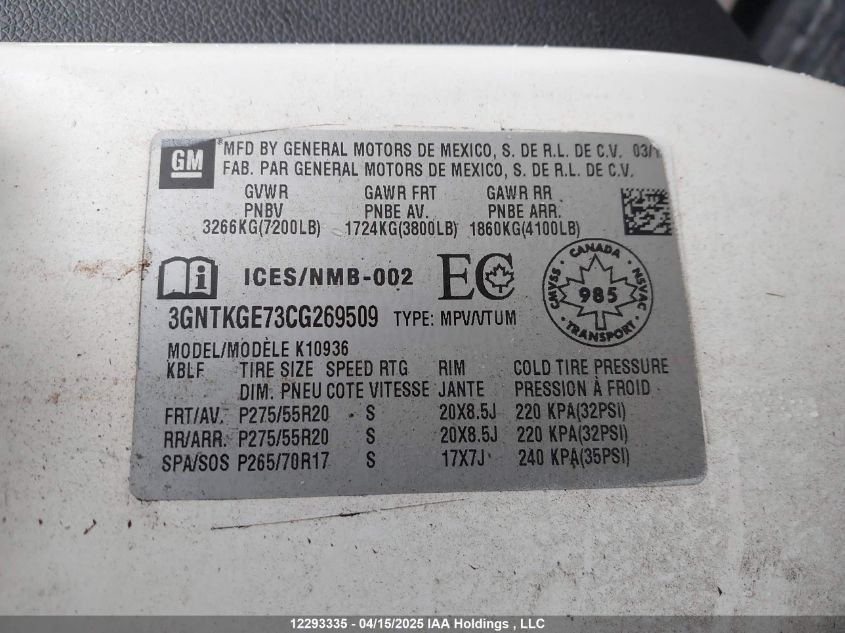 GM
*MFD BY GENERAL MOTORS DE MEXICO, S. DE R.L. DE C.V. 03/1
FAB. PAR GENERAL MOTORS DE MEXICO, S. DE R.L. DE C.V.
GVWR GAWR FRT GAWR RR
PNBV PNBE AV. PNBE ARR.
3266KG(7200LB) 1724KG(3800LB) 1860KG(4100LB)
i ICES/NMB-002 EC CANADA CMVSS NSVAC 985 TRANSPORT
3GNTKGE73CG269509 TYPE: MPV/VTUM
MODEL/MODÈLE K10936
KBLF TIRE SIZE SPEED RTG RIM COLD TIRE PRESSURE
DIM. PNEU COTE VITESSE JANTE PRESSION À FROID
FRT/AV. P275/55R20 S 20X8.5J 220 KPA(32PSI)
RR/ARR. P275/55R20 S 20X8.5J 220 KPA(32PSI)
SPA/SOS P265/70R17 S 17X7J 240 KPA(35PSI)
12293335 - 04/15/2025 IAA Holdings , LLC